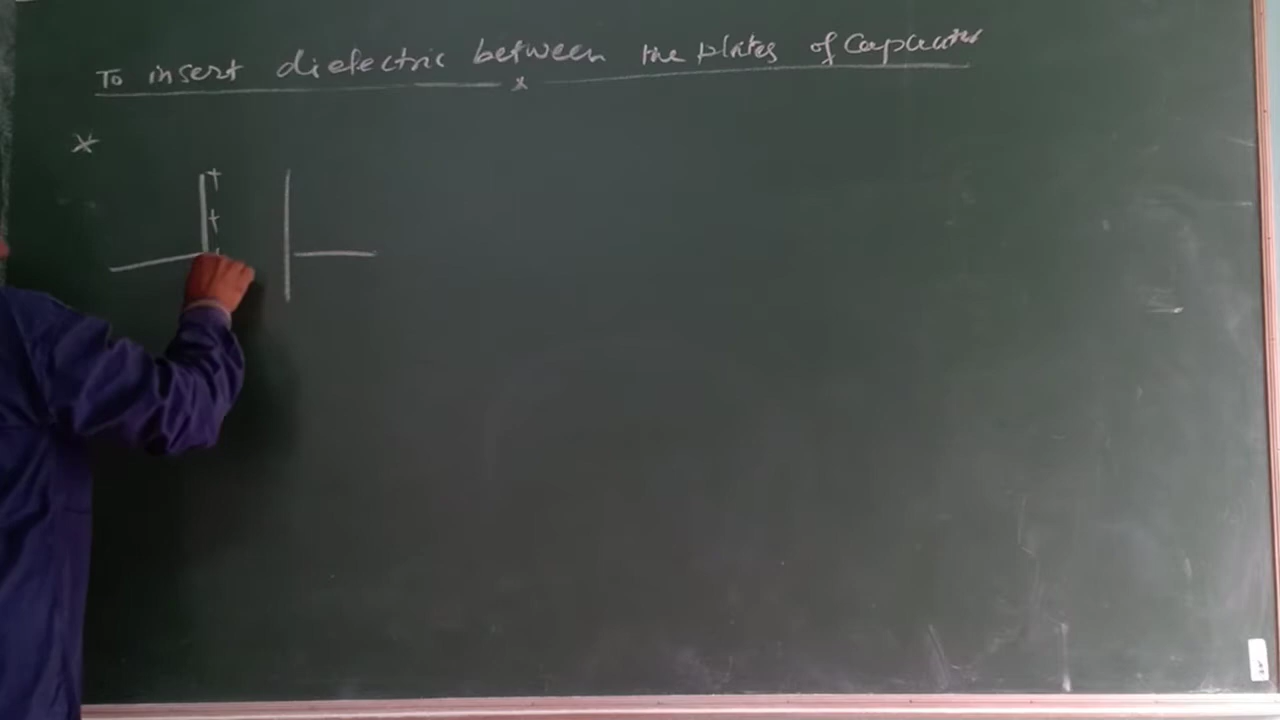 To insert dielectric between the plates of Capacitor
x
x
+
+